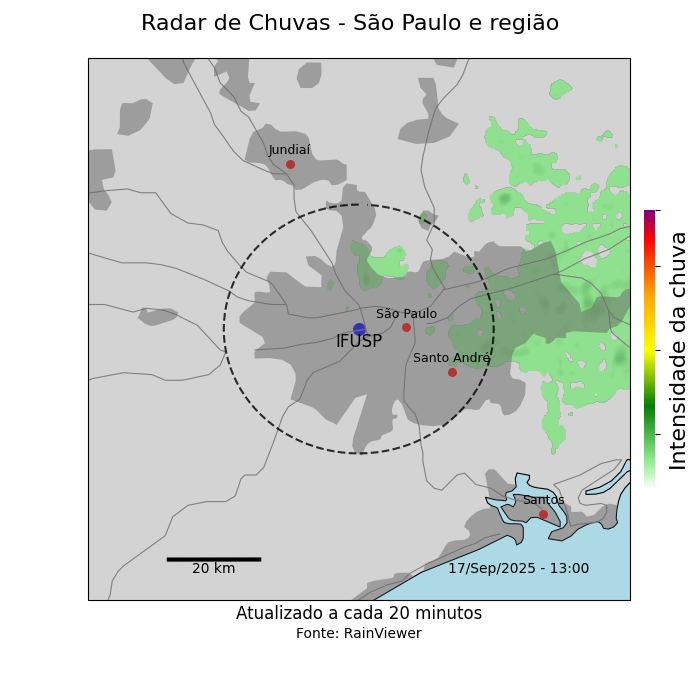 Radar de Chuvas - São Paulo e região
Jundiaí
São Paulo
IFUSP
Santo André
Santos
20 km
17/Sep/2025 - 13:00
Intensidade da chuva
Atualizado a cada 20 minutos
Fonte: RainViewer